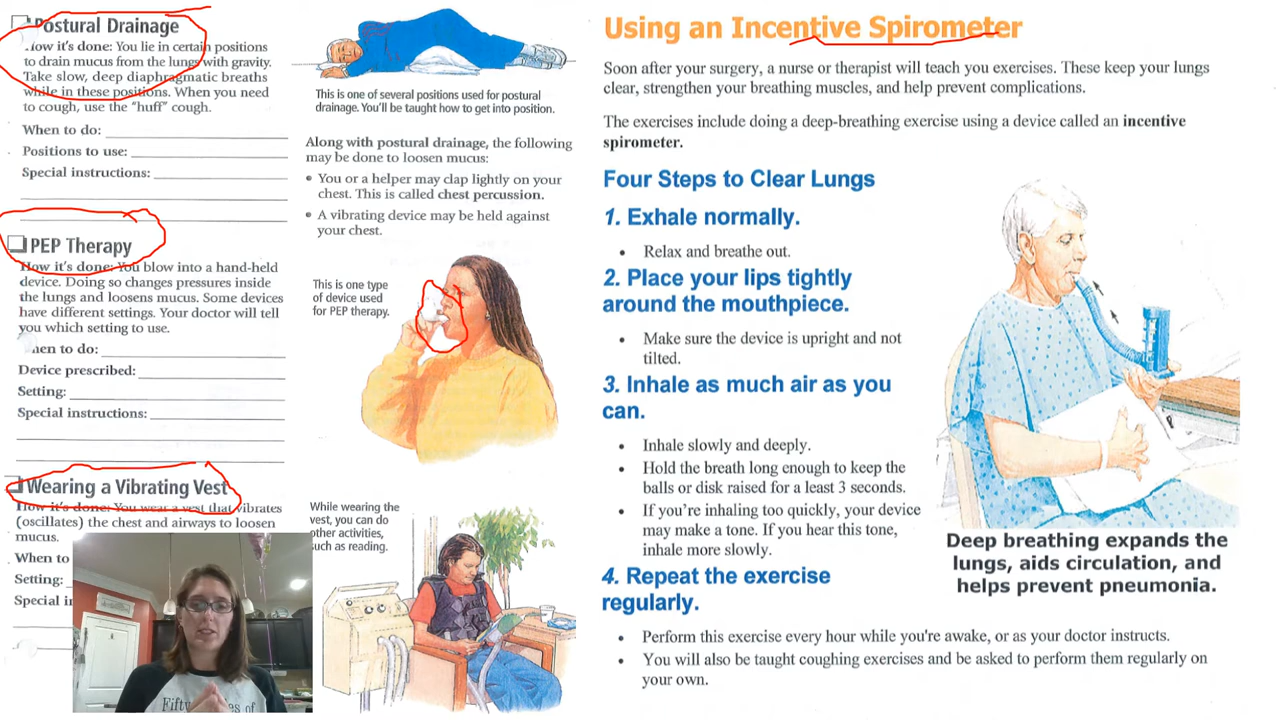 Postural Drainage
How it's done: You lie in certain positions
to drain mucus from the lungs with gravity.
Take slow, deep diaphragmatic breaths
while in these positions. When you need
to cough, use the “huff” cough.
When to do:
Positions to use:
Special instructions:
This is one of several positions used for postural
drainage. You'll be taught how to get into position.
Along with postural drainage, the following
may be done to loosen mucus:
• You or a helper may clap lightly on your
chest. This is called chest percussion.
• A vibrating device may be held against
your chest.
PEP Therapy
How it's done: You blow into a hand-held
device. Doing so changes pressures inside
the lungs and loosens mucus. Some devices
have different settings. Your doctor will tell
you which setting to use.
When to do:
Device prescribed:
Setting:
Special instructions:
This is one type
of device used
for PEP therapy.
Wearing a Vibrating Vest
How it's done: You wear a vest that vibrates
(oscillates) the chest and airways to loosen
mucus.
When to
Setting:
Special in
While wearing the
vest, you can do
other activities,
such as reading.
Fifty
es of
Using an Incentive Spirometer
Soon after your surgery, a nurse or therapist will teach you exercises. These keep your lungs
clear, strengthen your breathing muscles, and help prevent complications.
The exercises include doing a deep-breathing exercise using a device called an incentive
spirometer.
Four Steps to Clear Lungs
1. Exhale normally.
• Relax and breathe out.
2. Place your lips tightly
around the mouthpiece.
• Make sure the device is upright and not
tilted.
3. Inhale as much air as you
can.
• Inhale slowly and deeply.
• Hold the breath long enough to keep the
balls or disk raised for a least 3 seconds.
• If you're inhaling too quickly, your device
may make a tone. If you hear this tone,
inhale more slowly.
4. Repeat the exercise
regularly.
• Perform this exercise every hour while you're awake, or as your doctor instructs.
• You will also be taught coughing exercises and be asked to perform them regularly on
your own.
Deep breathing expands the
lungs, aids circulation, and
helps prevent pneumonia.